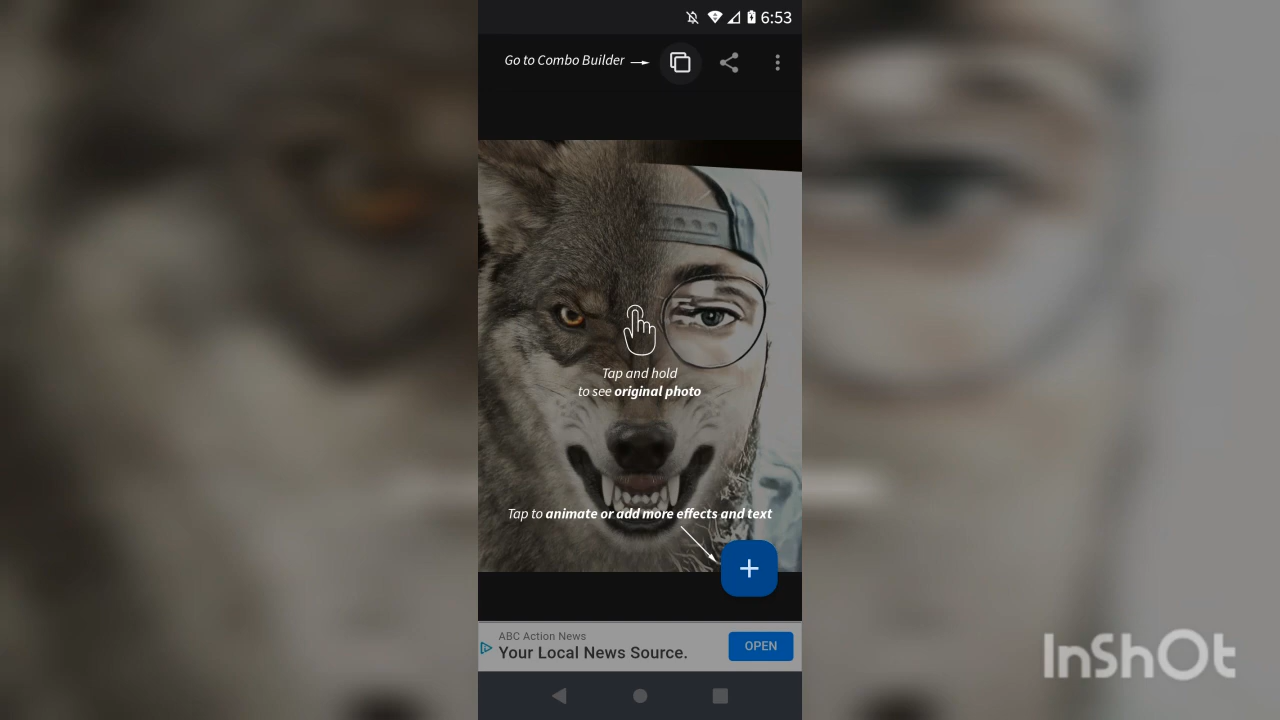 6:53
Go to Combo Builder
Tap and hold
to see original photo
Tap to animate or add more effects and text
ABC Action News
Your Local News Source.
OPEN
InShOt